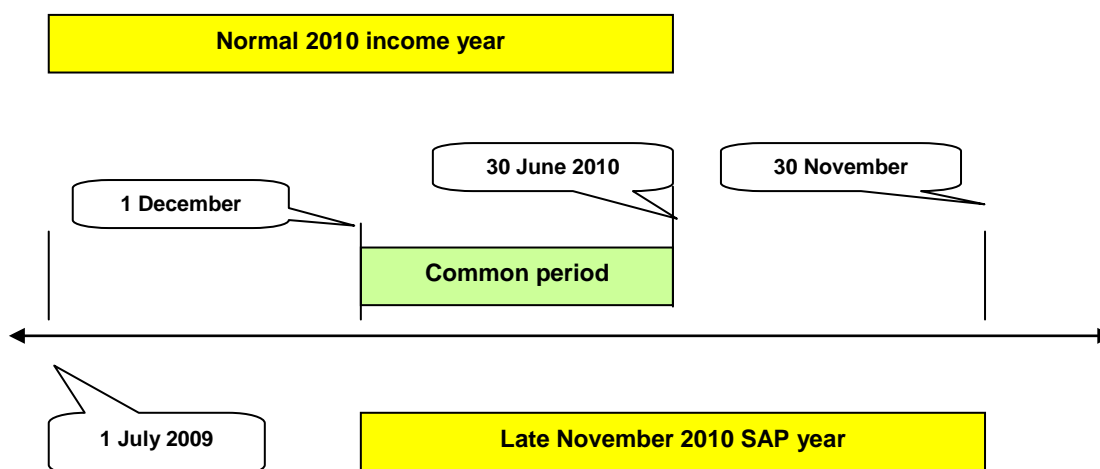 Normal 2010 income year
30 June 2010
30 November
1 December
Common period
1 July 2009
Late November 2010 SAP year